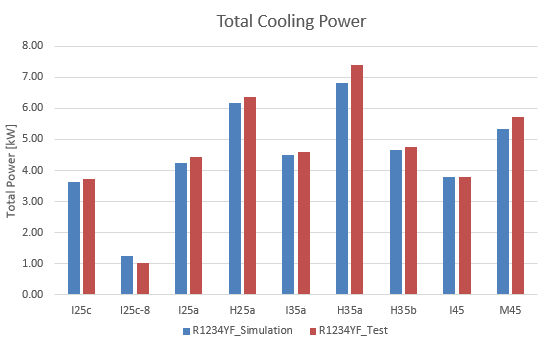 Total Cooling Power
8.00
7.00
6.00
5.00
4.00
3.00
2.00
1.00
0.00
Total Power [kW]
I25c I25c-8 I25a H25a I35a H35a H35b I45 M45
R1234YF_Simulation R1234YF_Test